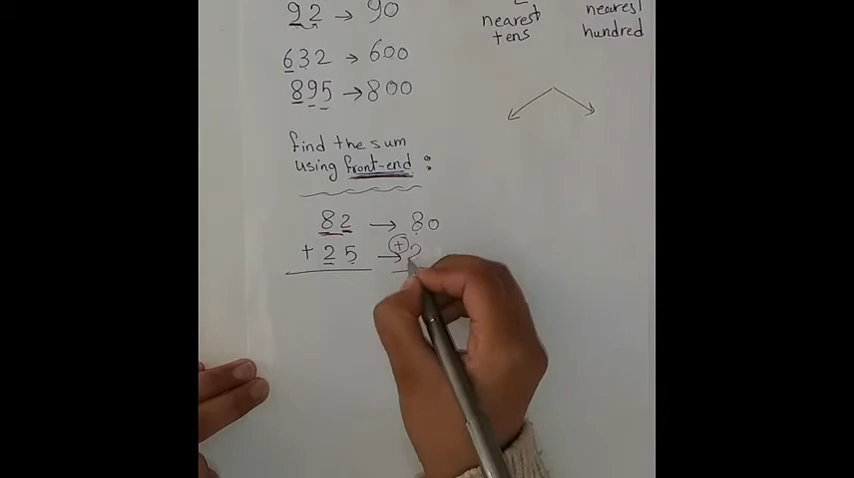 92 → 90
632 → 600
895 → 800
find the sum
using front-end :
82 → 80
+ 25 → + 2
nearest
tens
nearest
hundred